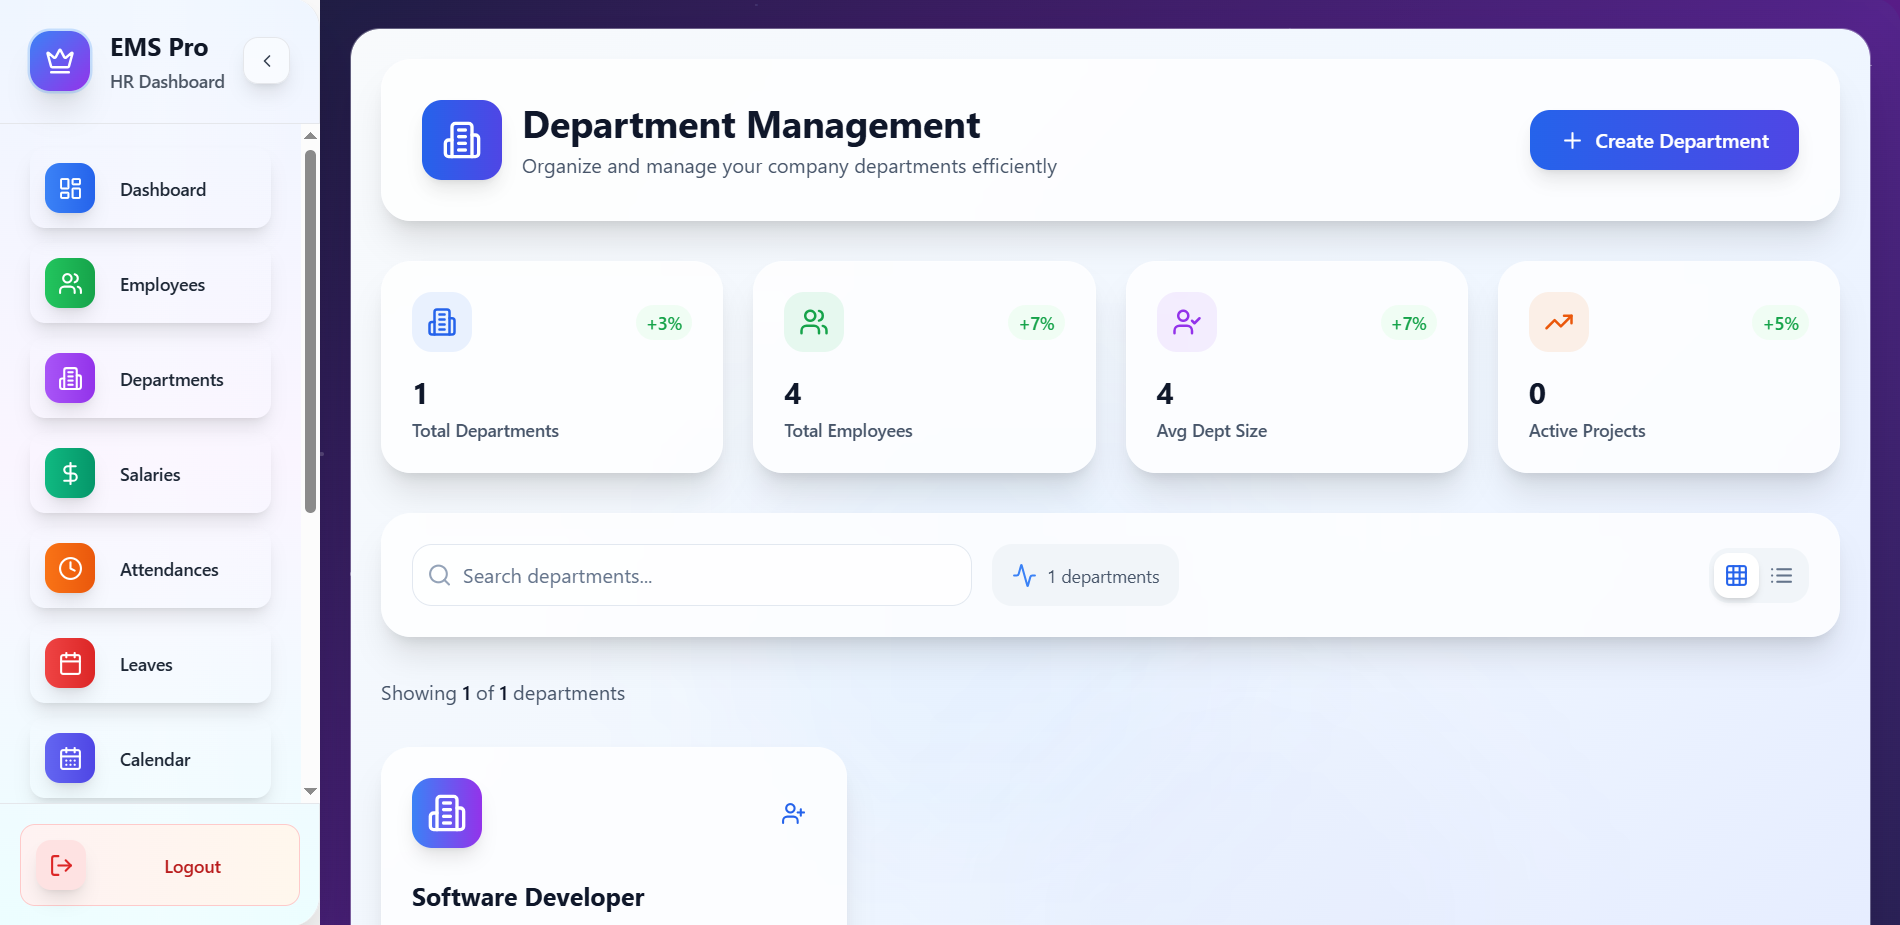 EMS Pro
HR Dashboard
Dashboard
Employees
Departments
Salaries
Attendances
Leaves
Calendar
Logout
Department Management
Organize and manage your company departments efficiently
Create Department
+3%
1
Total Departments
+7%
4
Total Employees
+7%
4
Avg Dept Size
+5%
0
Active Projects
Search departments...
1 departments
Showing 1 of 1 departments
Software Developer